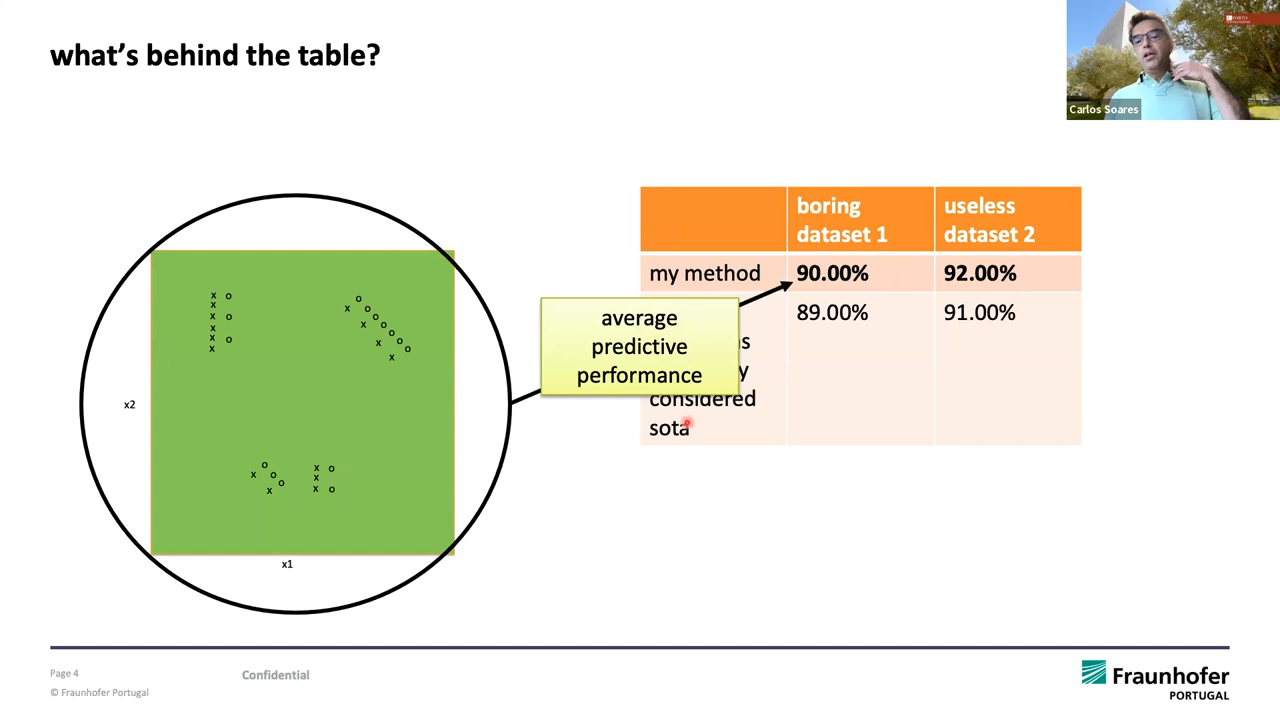 what's behind the table?
Carlos Soares
boring
dataset 1
useless
dataset 2
my method
90.00%
92.00%
89.00%
91.00%
considered
sota
average
predictive
performance
x o
x
x o
x
x o
x
o
x o
o
x o
o
x o
x o
x2
o
x o
o
x
x o
x
x o
x1
Page 4
Confidential
© Fraunhofer Portugal
Fraunhofer
PORTUGAL